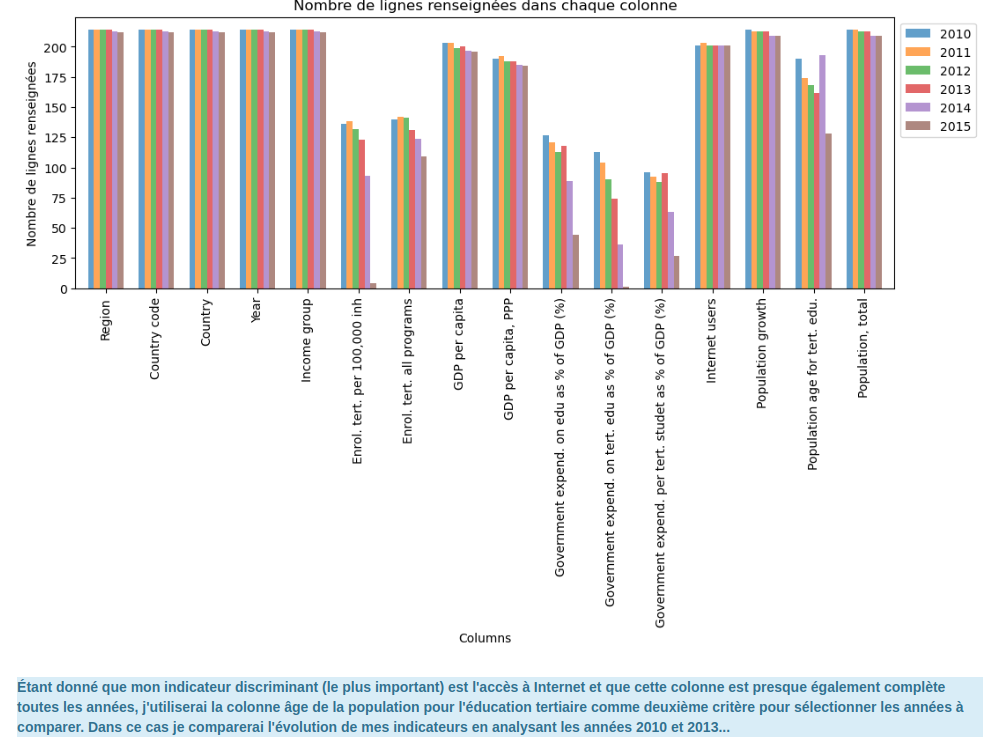 Nombre de lignes renseignées dans chaque colonne
Nombre de lignes renseignées
200
175
150
125
100
75
50
25
0
2010
2011
2012
2013
2014
2015
Region
Country code
Country
Year
Income group
Enrol. tert. per 100,000 inh
Enrol. tert. all programs
GDP per capita
GDP per capita, PPP
Government expend. on edu as % of GDP (%)
Government expend. on tert. edu as % of GDP (%)
Government expend. per tert. studet as % of GDP (%)
Internet users
Population growth
Population age for tert. edu.
Population, total
Columns
Étant donné que mon indicateur discriminant (le plus important) est l'accès à Internet et que cette colonne est presque également complète
toutes les années, j'utiliserai la colonne âge de la population pour l'éducation tertiaire comme deuxième critère pour sélectionner les années à
comparer. Dans ce cas je comparerai l'évolution de mes indicateurs en analysant les années 2010 et 2013...